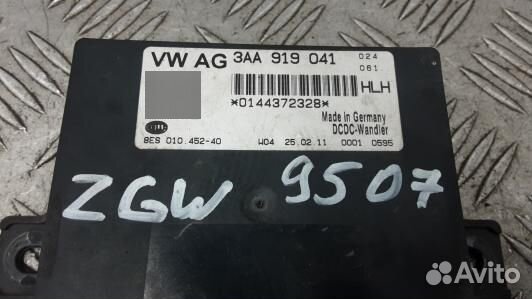 VW AG 3AA 919 041 024
061
HLH
*0144372328*
Made in Germany
DCDC-Wandler
8ES 010.452-40 W04 25.02.11 0001 0595
ZGW 9507
Avito